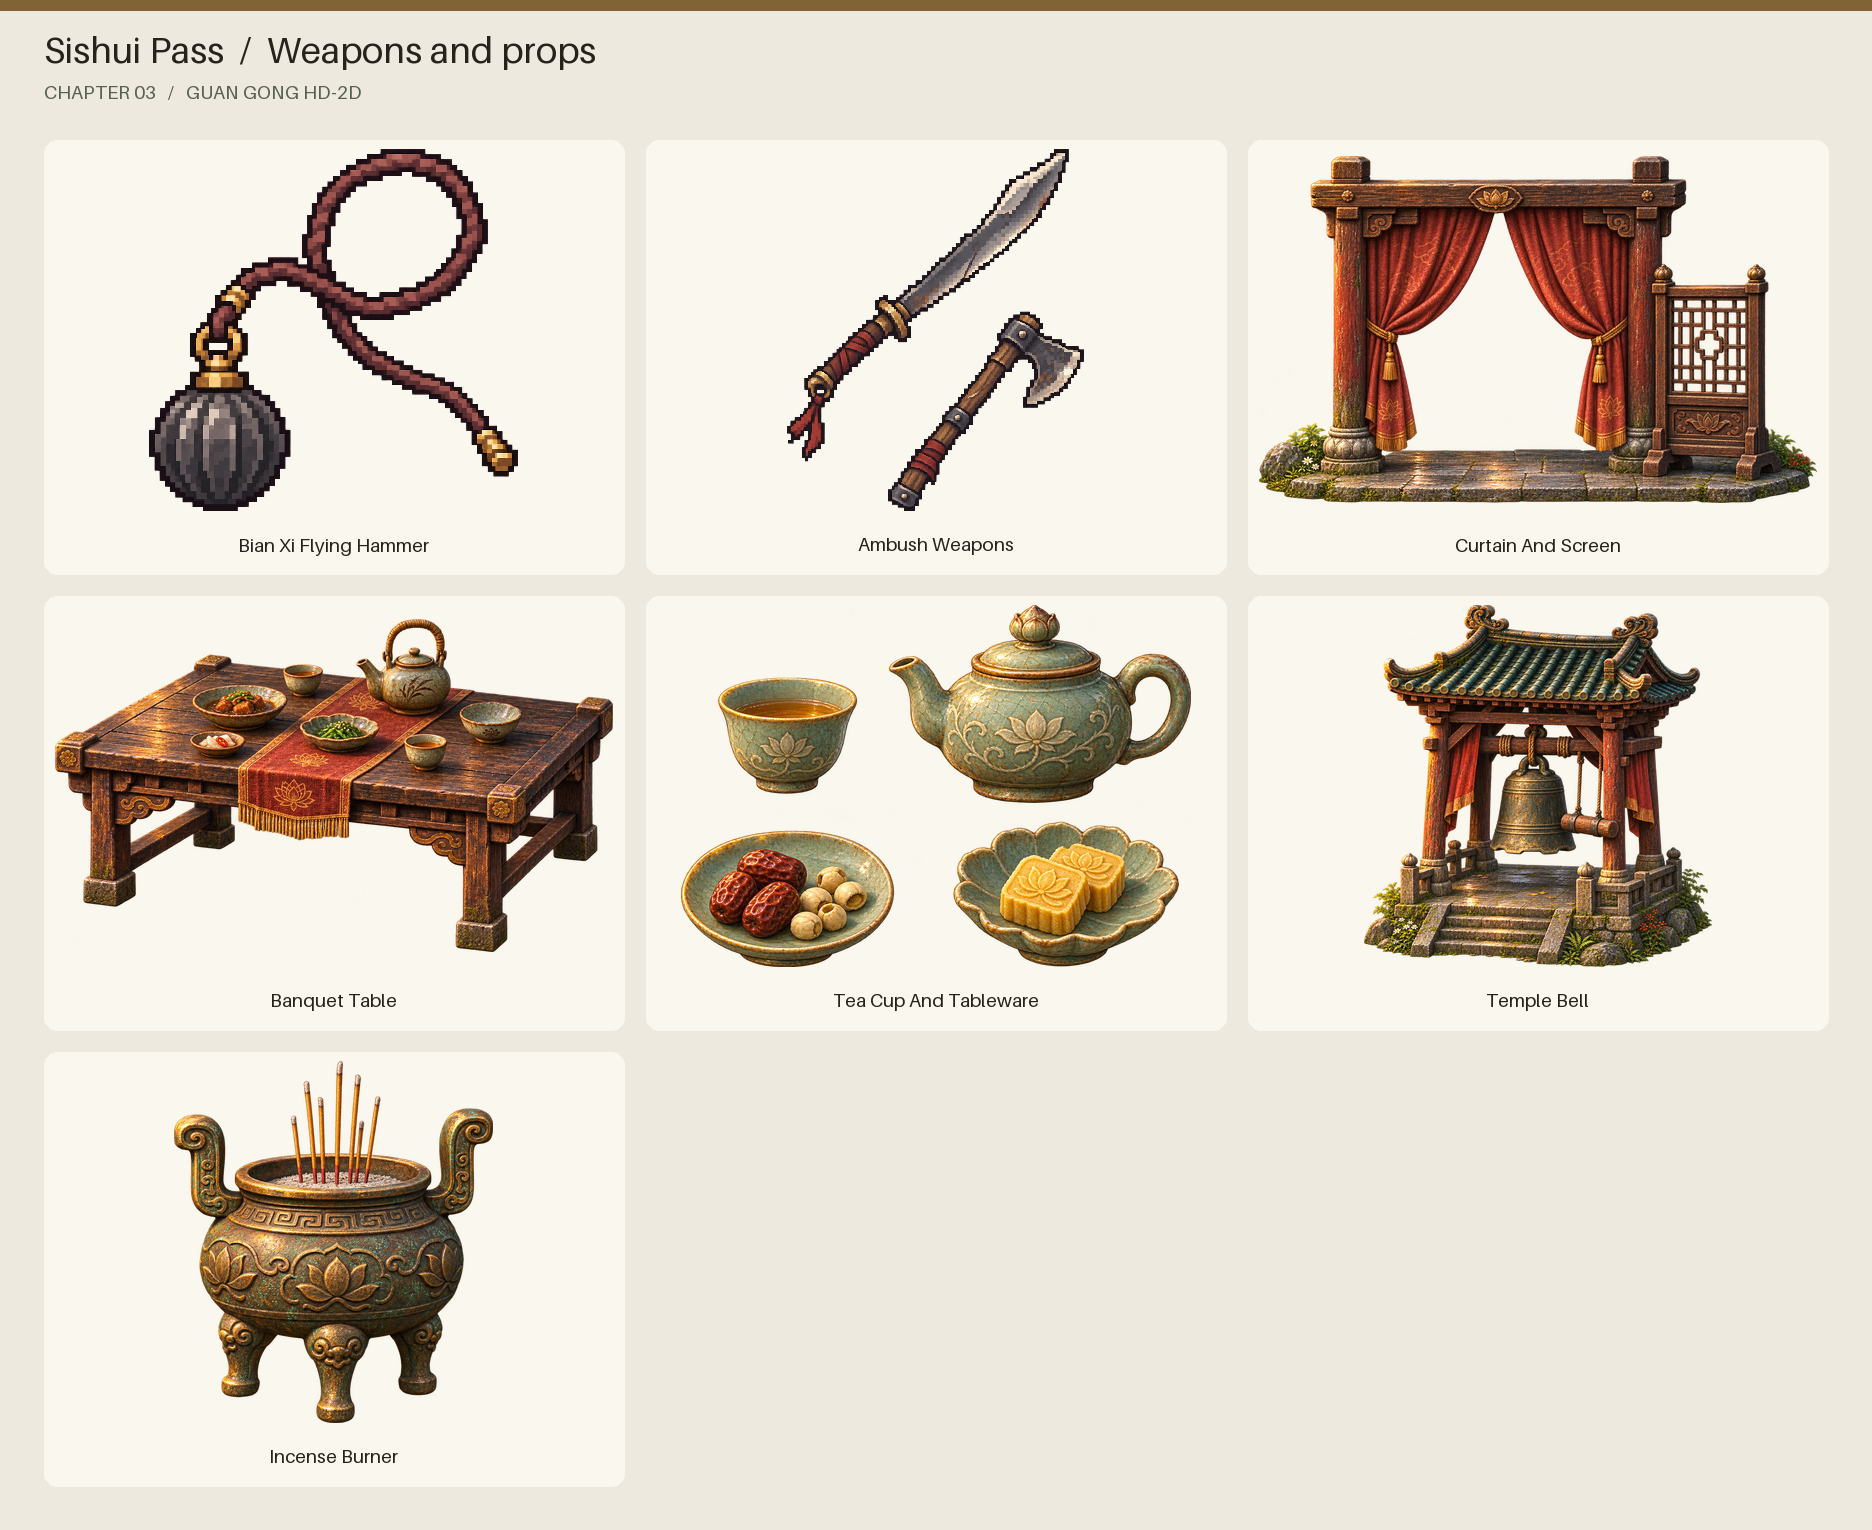 Sishui Pass / Weapons and props
CHAPTER 03 / GUAN GONG HD-2D
Bian Xi Flying Hammer
Ambush Weapons
Curtain And Screen
Banquet Table
Tea Cup And Tableware
Temple Bell
Incense Burner